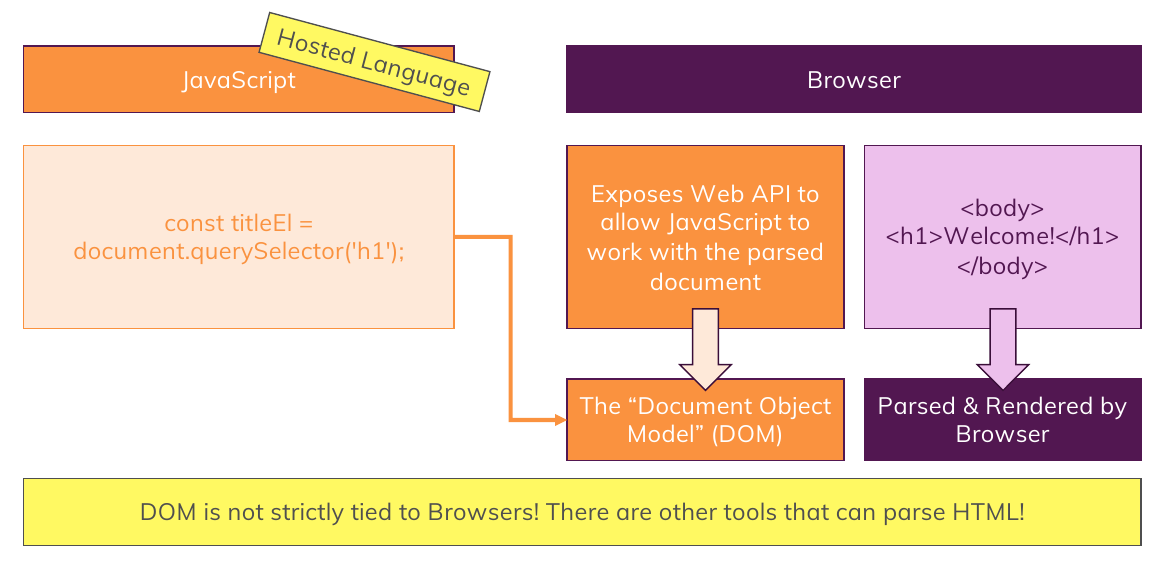 Hosted Language
JavaScript
Browser
const titleEl =
document.querySelector('h1');
Exposes Web API to
allow JavaScript to
work with the parsed
document
<body>
<h1>Welcome!</h1>
</body>
The “Document Object
Model” (DOM)
Parsed & Rendered by
Browser
DOM is not strictly tied to Browsers! There are other tools that can parse HTML!